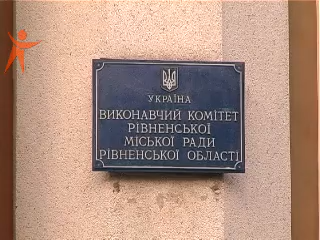 УКРАЇНА
ВИКОНАВЧИЙ КОМІТЕТ
РІВНЕНСЬКОЇ
МІСЬКОЇ РАДИ
РІВНЕНСЬКОЇ ОБЛАСТІ